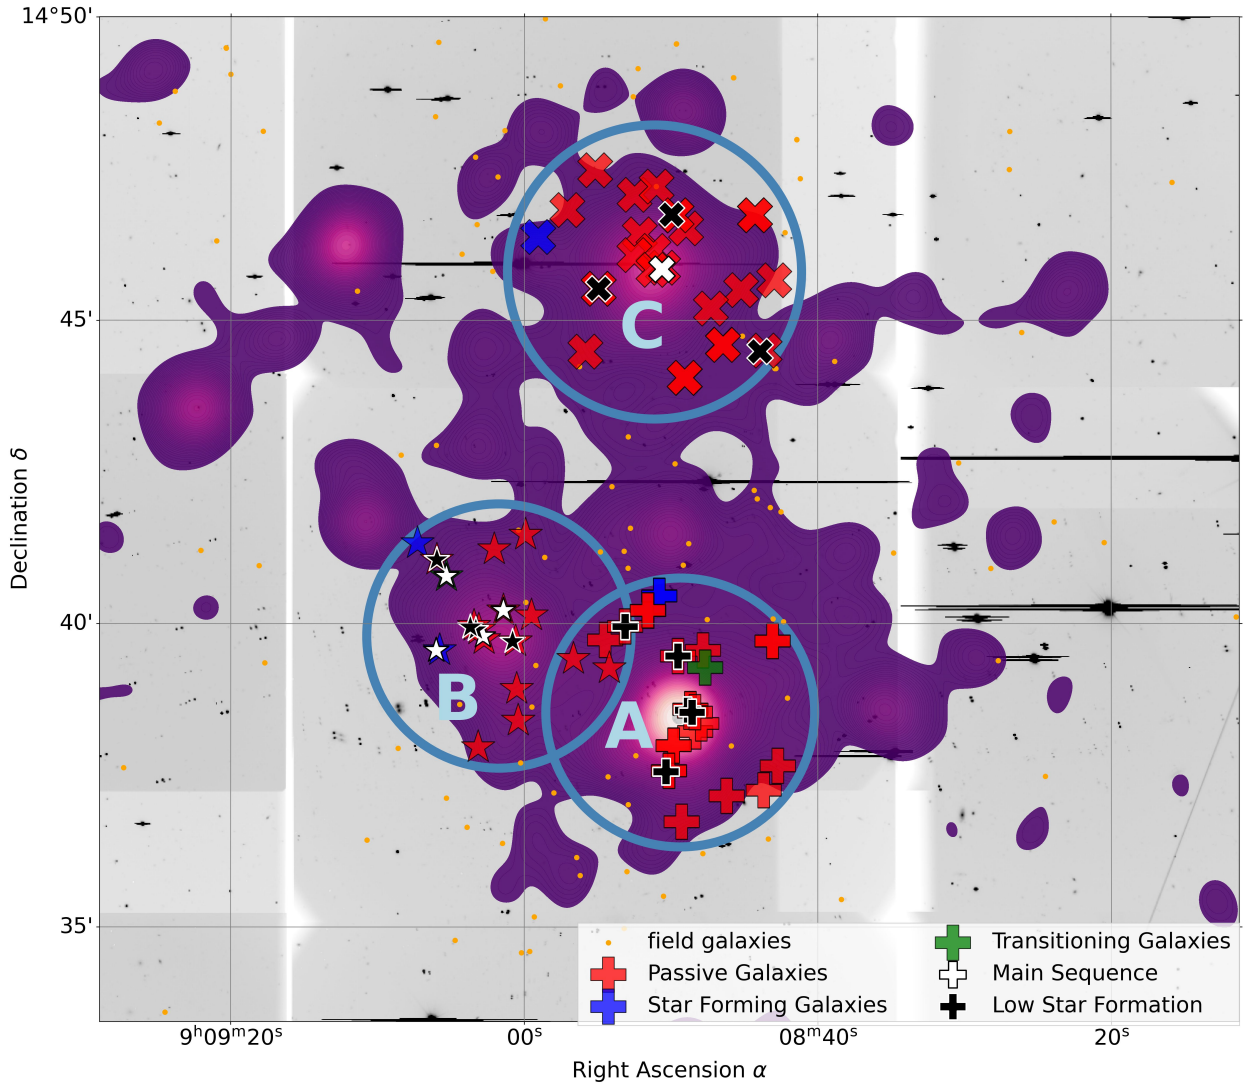 14°50'
45'
40'
35'
Declination δ
C
B
A
field galaxies
Passive Galaxies
Star Forming Galaxies
Transitioning Galaxies
Main Sequence
Low Star Formation
9ʰ09ᵐ20ˢ
00ˢ
08ᵐ40ˢ
20ˢ
Right Ascension α